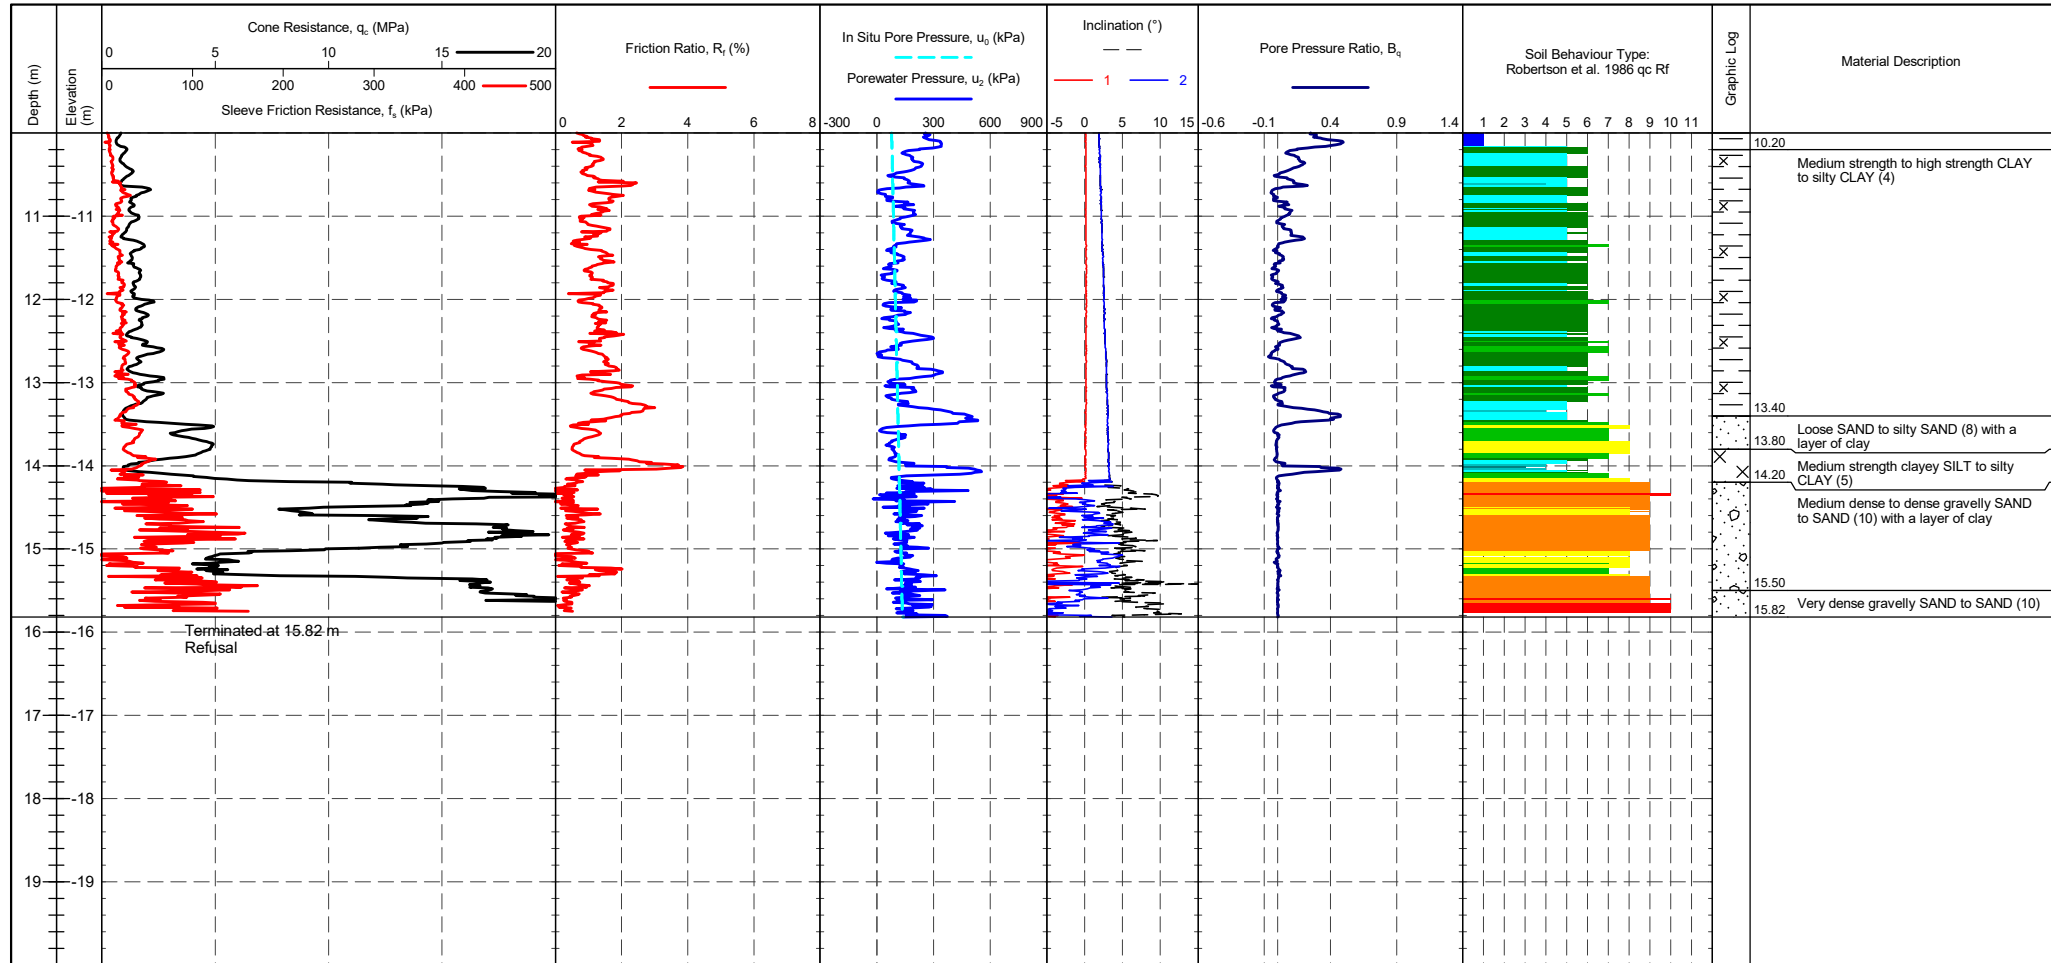 Depth (m)
Elevation (m)
Cone Resistance, qc (MPa)
0 5 10 15 20
0 100 200 300 400 500
Sleeve Friction Resistance, fs (kPa)
Friction Ratio, Rf (%)
0 2 4 6 8
In Situ Pore Pressure, u0 (kPa)
Porewater Pressure, u2 (kPa)
-300 0 300 600 900
Inclination (°)
1 2
-5 0 5 10 15
Pore Pressure Ratio, Bq
-0.6 -0.1 0.4 0.9 1.4
Soil Behaviour Type:
Robertson et al. 1986 qc Rf
1 2 3 4 5 6 7 8 9 10 11
Graphic Log
Material Description
10.20
Medium strength to high strength CLAY
to silty CLAY (4)
11 -11
12 -12
13 -13
13.40
Loose SAND to silty SAND (8) with a
layer of clay
13.80
14 -14
Medium strength clayey SILT to silty
CLAY (5)
14.20
Medium dense to dense gravelly SAND
to SAND (10) with a layer of clay
15 -15
15.50
Very dense gravelly SAND to SAND (10)
15.82
16 -16
Terminated at 15.82 m
Refusal
17 -17
18 -18
19 -19